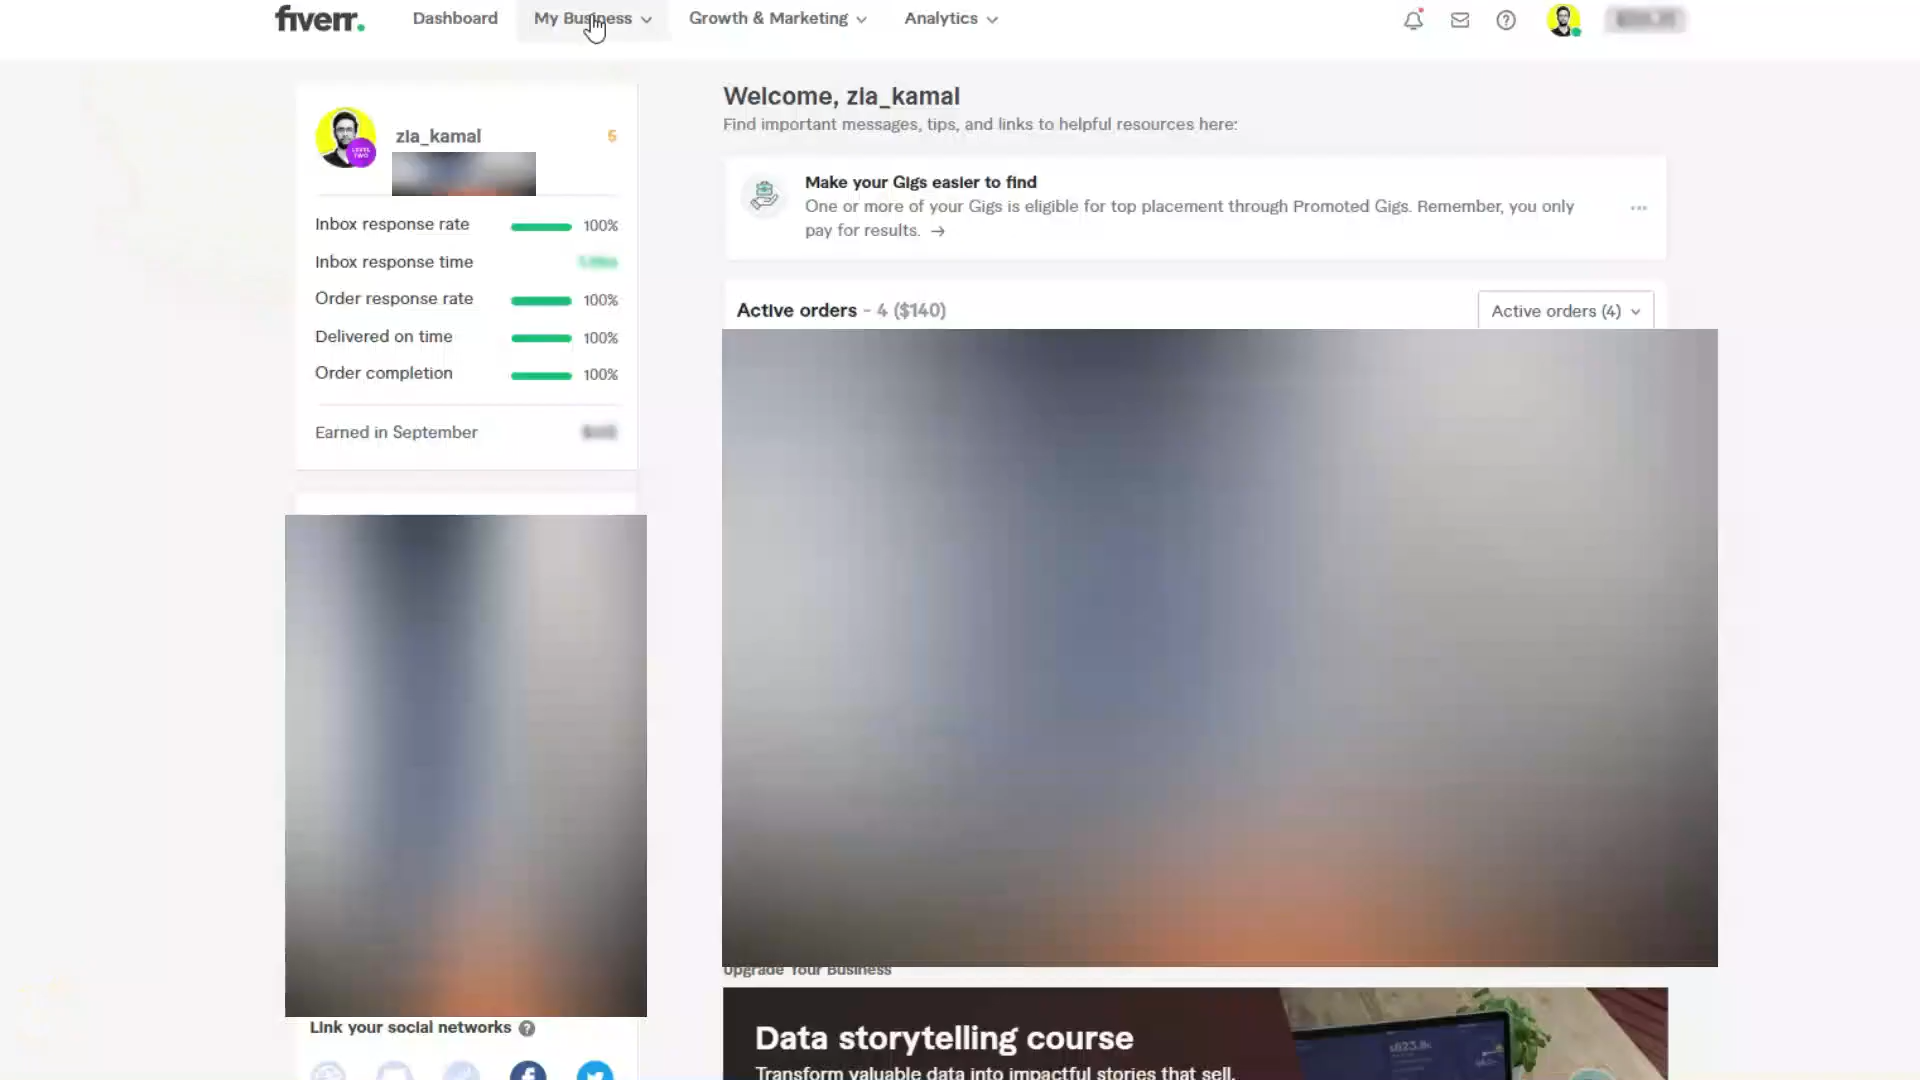 fiverr.
Dashboard
My Business
Growth & Marketing
Analytics
zia_kamal
5
LEVEL
TWO
Inbox response rate 100%
Inbox response time
Order response rate 100%
Delivered on time 100%
Order completion 100%
Earned in September
Link your social networks ?
Welcome, zia_kamal
Find important messages, tips, and links to helpful resources here:
Make your Gigs easier to find
One or more of your Gigs is eligible for top placement through Promoted Gigs. Remember, you only
pay for results. →
Active orders - 4 ($140)
Active orders (4)
Upgrade Your Business
Data storytelling course
Transform valuable data into impactful stories that sell.